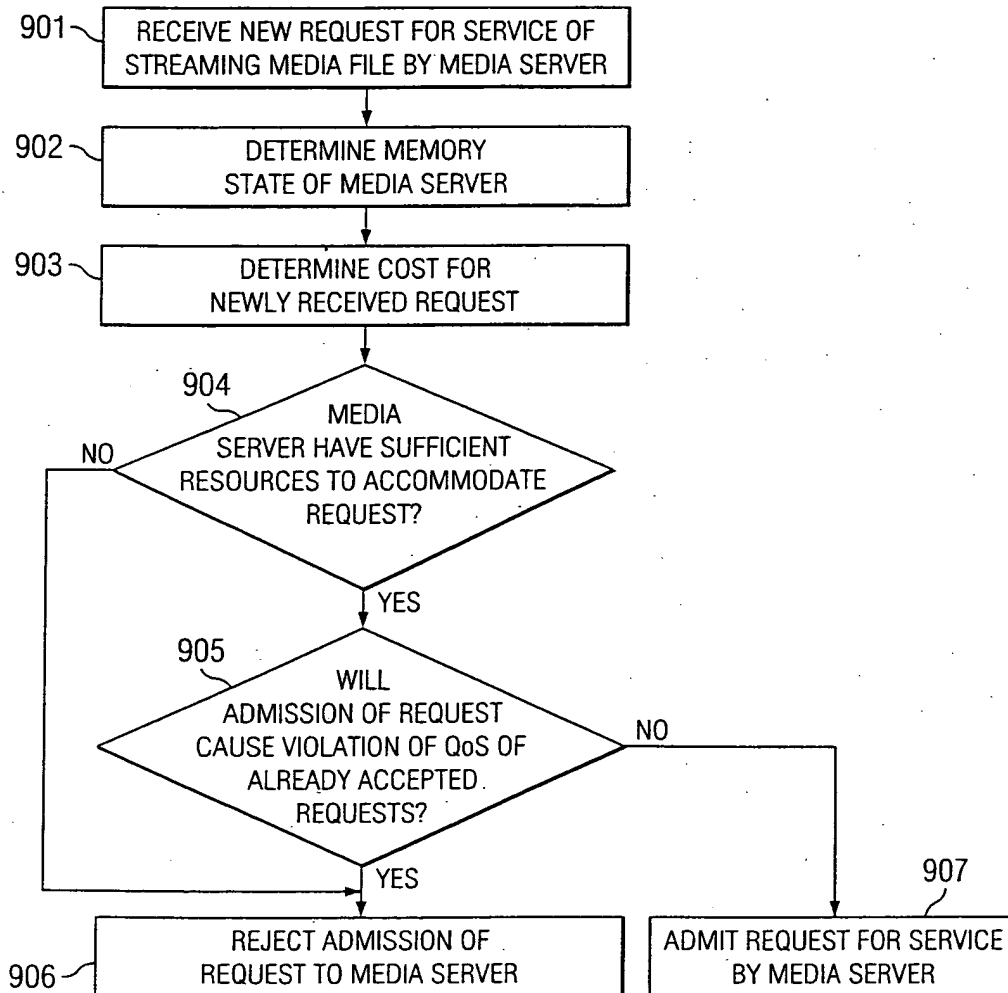 901
RECEIVE NEW REQUEST FOR SERVICE OF
STREAMING MEDIA FILE BY MEDIA SERVER
902
DETERMINE MEMORY
STATE OF MEDIA SERVER
903
DETERMINE COST FOR
NEWLY RECEIVED REQUEST
904
MEDIA
SERVER HAVE SUFFICIENT
RESOURCES TO ACCOMMODATE
REQUEST?
NO
YES
905
WILL
ADMISSION OF REQUEST
CAUSE VIOLATION OF QoS OF
ALREADY ACCEPTED
REQUESTS?
NO
YES
906
REJECT ADMISSION OF
REQUEST TO MEDIA SERVER
907
ADMIT REQUEST FOR SERVICE
BY MEDIA SERVER